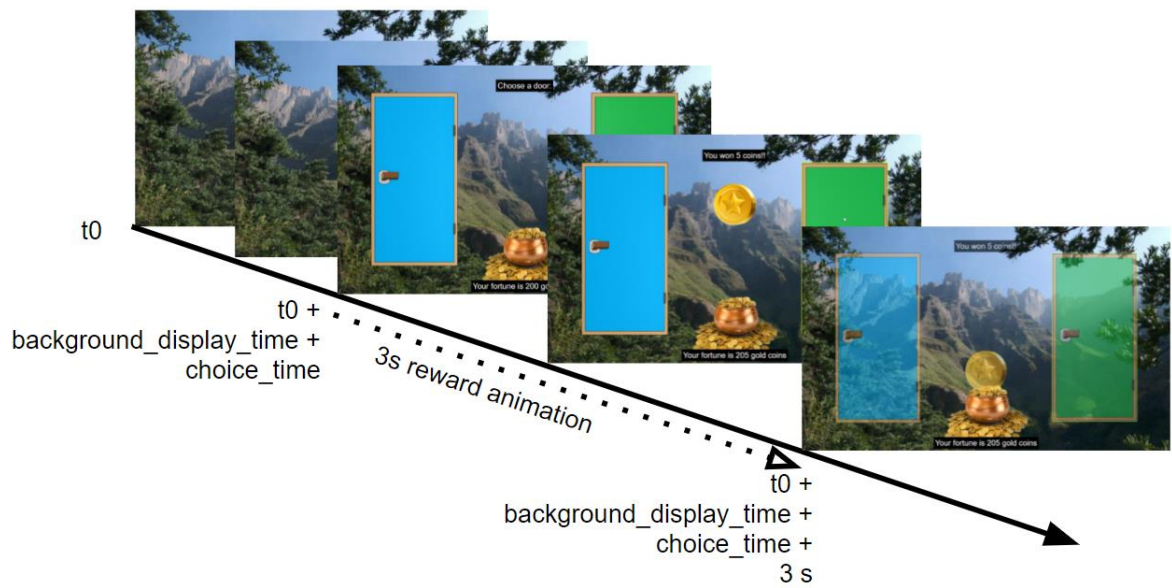 Choose a door:
Your fortune is 200 go
You won 5 coins!!
Your fortune is 205 gold coins
You won 5 coins!!
Your fortune is 205 gold coins
t0
t0 +
background_display_time +
choice_time
3s reward animation
t0 +
background_display_time +
choice_time +
3 s